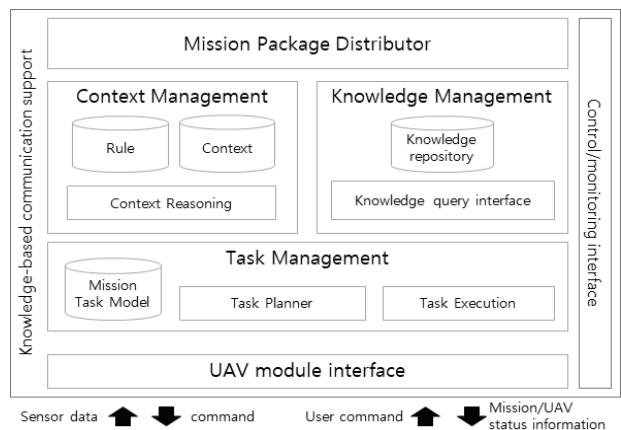 Mission Package Distributor
Knowledge-based communication support
Control/monitoring interface
Context Management
Rule
Context
Context Reasoning
Knowledge Management
Knowledge
repository
Knowledge query interface
Task Management
Mission
Task Model
Task Planner
Task Execution
UAV module interface
Sensor data
command
User command
Mission/UAV
status information